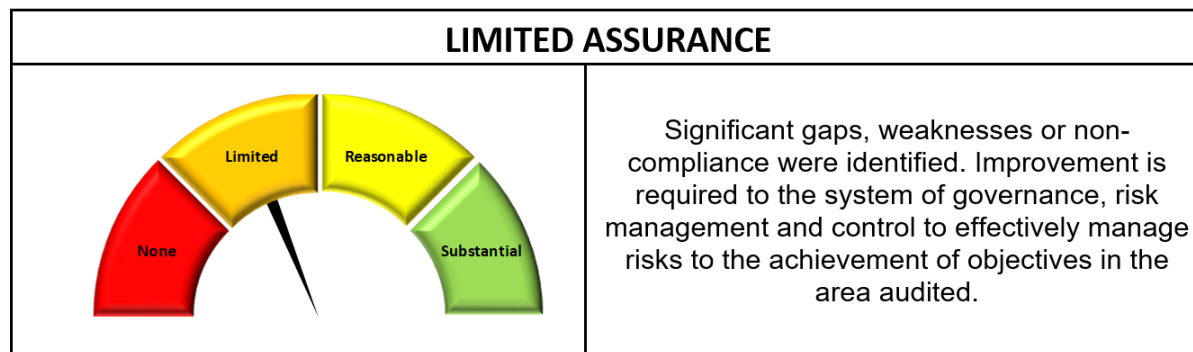 LIMITED ASSURANCE
Limited
Reasonable
None
Substantial
Significant gaps, weaknesses or non-
compliance were identified. Improvement is
required to the system of governance, risk
management and control to effectively manage
risks to the achievement of objectives in the
area audited.